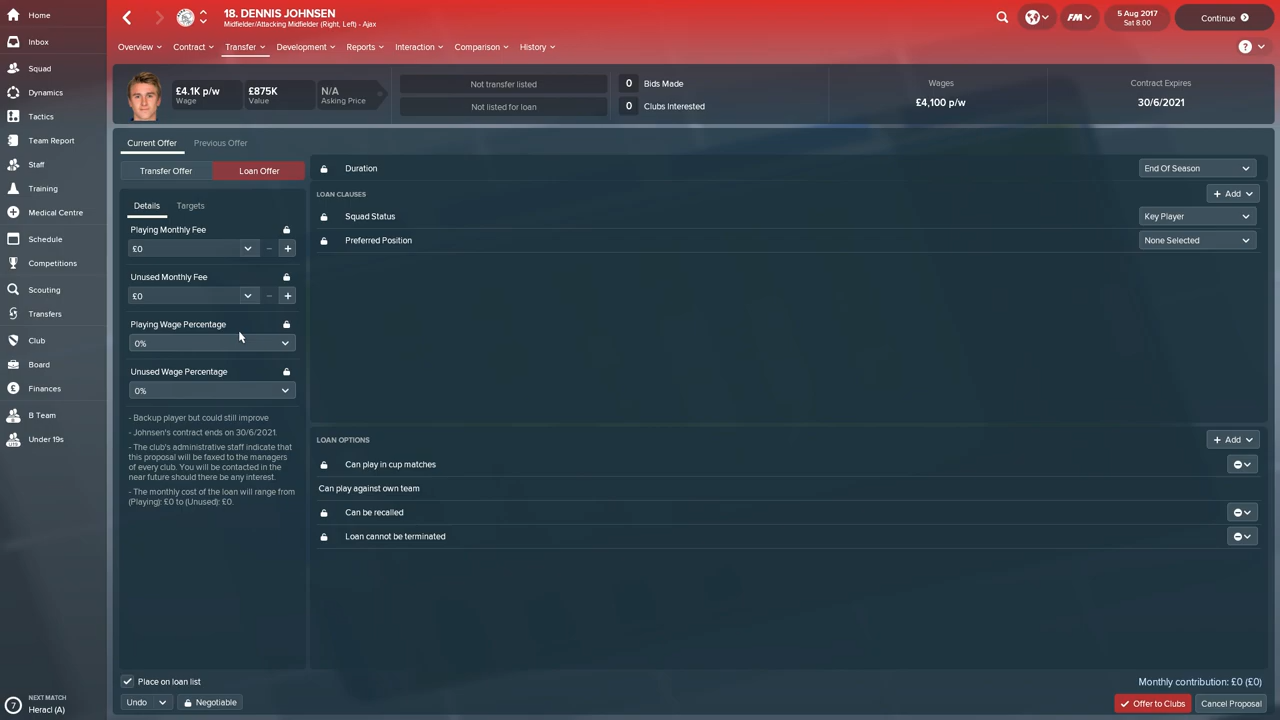 Home
Inbox
Squad
Dynamics
Tactics
Team Report
Staff
Training
Medical Centre
Schedule
Competitions
Scouting
Transfers
Club
Board
Finances
B Team
Under 19s
NEXT MATCH
Heracl (A)
18. DENNIS JOHNSEN
Midfielder/Attacking Midfielder (Right, Left) - Ajax
FM
5 Aug 2017
Sat 8:00
Continue
Overview
Contract
Transfer
Development
Reports
Interaction
Comparison
History
?
£4.1K p/w
Wage
£875K
Value
N/A
Asking Price
Not transfer listed
Not listed for loan
0 Bids Made
0 Clubs Interested
Wages
£4,100 p/w
Contract Expires
30/6/2021
Current Offer
Previous Offer
Transfer Offer
Loan Offer
Details
Targets
Playing Monthly Fee
£0
Unused Monthly Fee
£0
Playing Wage Percentage
0%
Unused Wage Percentage
0%
- Backup player but could still improve
- Johnsen's contract ends on 30/6/2021.
- The club's administrative staff indicate that
this proposal will be faxed to the managers
of every club. You will be contacted in the
near future should there be any interest.
- The monthly cost of the loan will range from
(Playing): £0 to (Unused): £0.
Duration
End Of Season
LOAN CLAUSES
Add
Squad Status
Key Player
Preferred Position
None Selected
LOAN OPTIONS
Add
Can play in cup matches
Can play against own team
Can be recalled
Loan cannot be terminated
Place on loan list
Undo
Negotiable
Monthly contribution: £0 (£0)
Offer to Clubs
Cancel Proposal